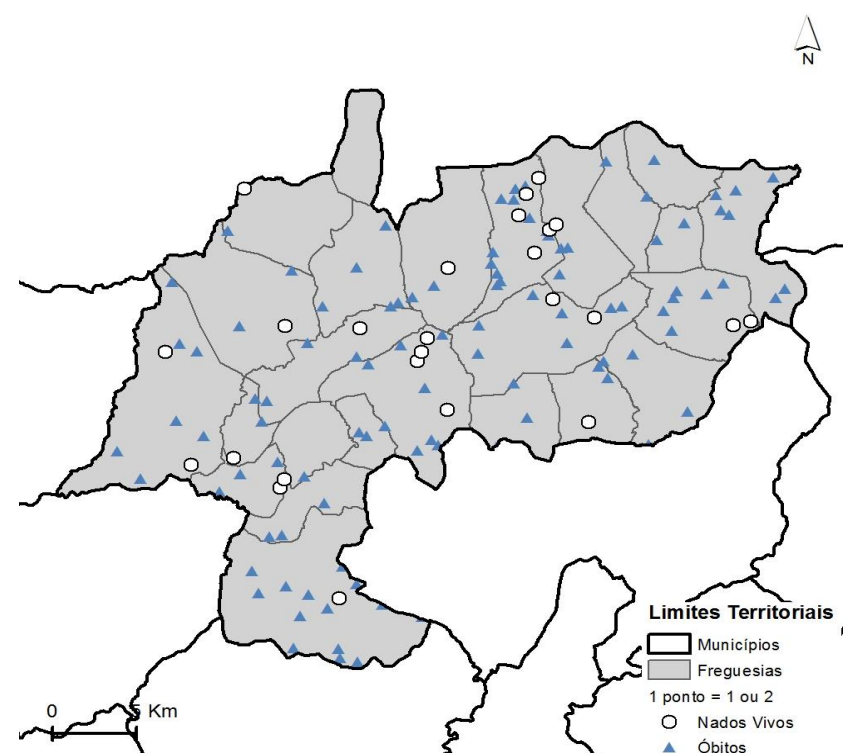 N
Limites Territoriais
Municípios
Freguesias
1 ponto = 1 ou 2
Nados Vivos
Óbitos
0 5 Km